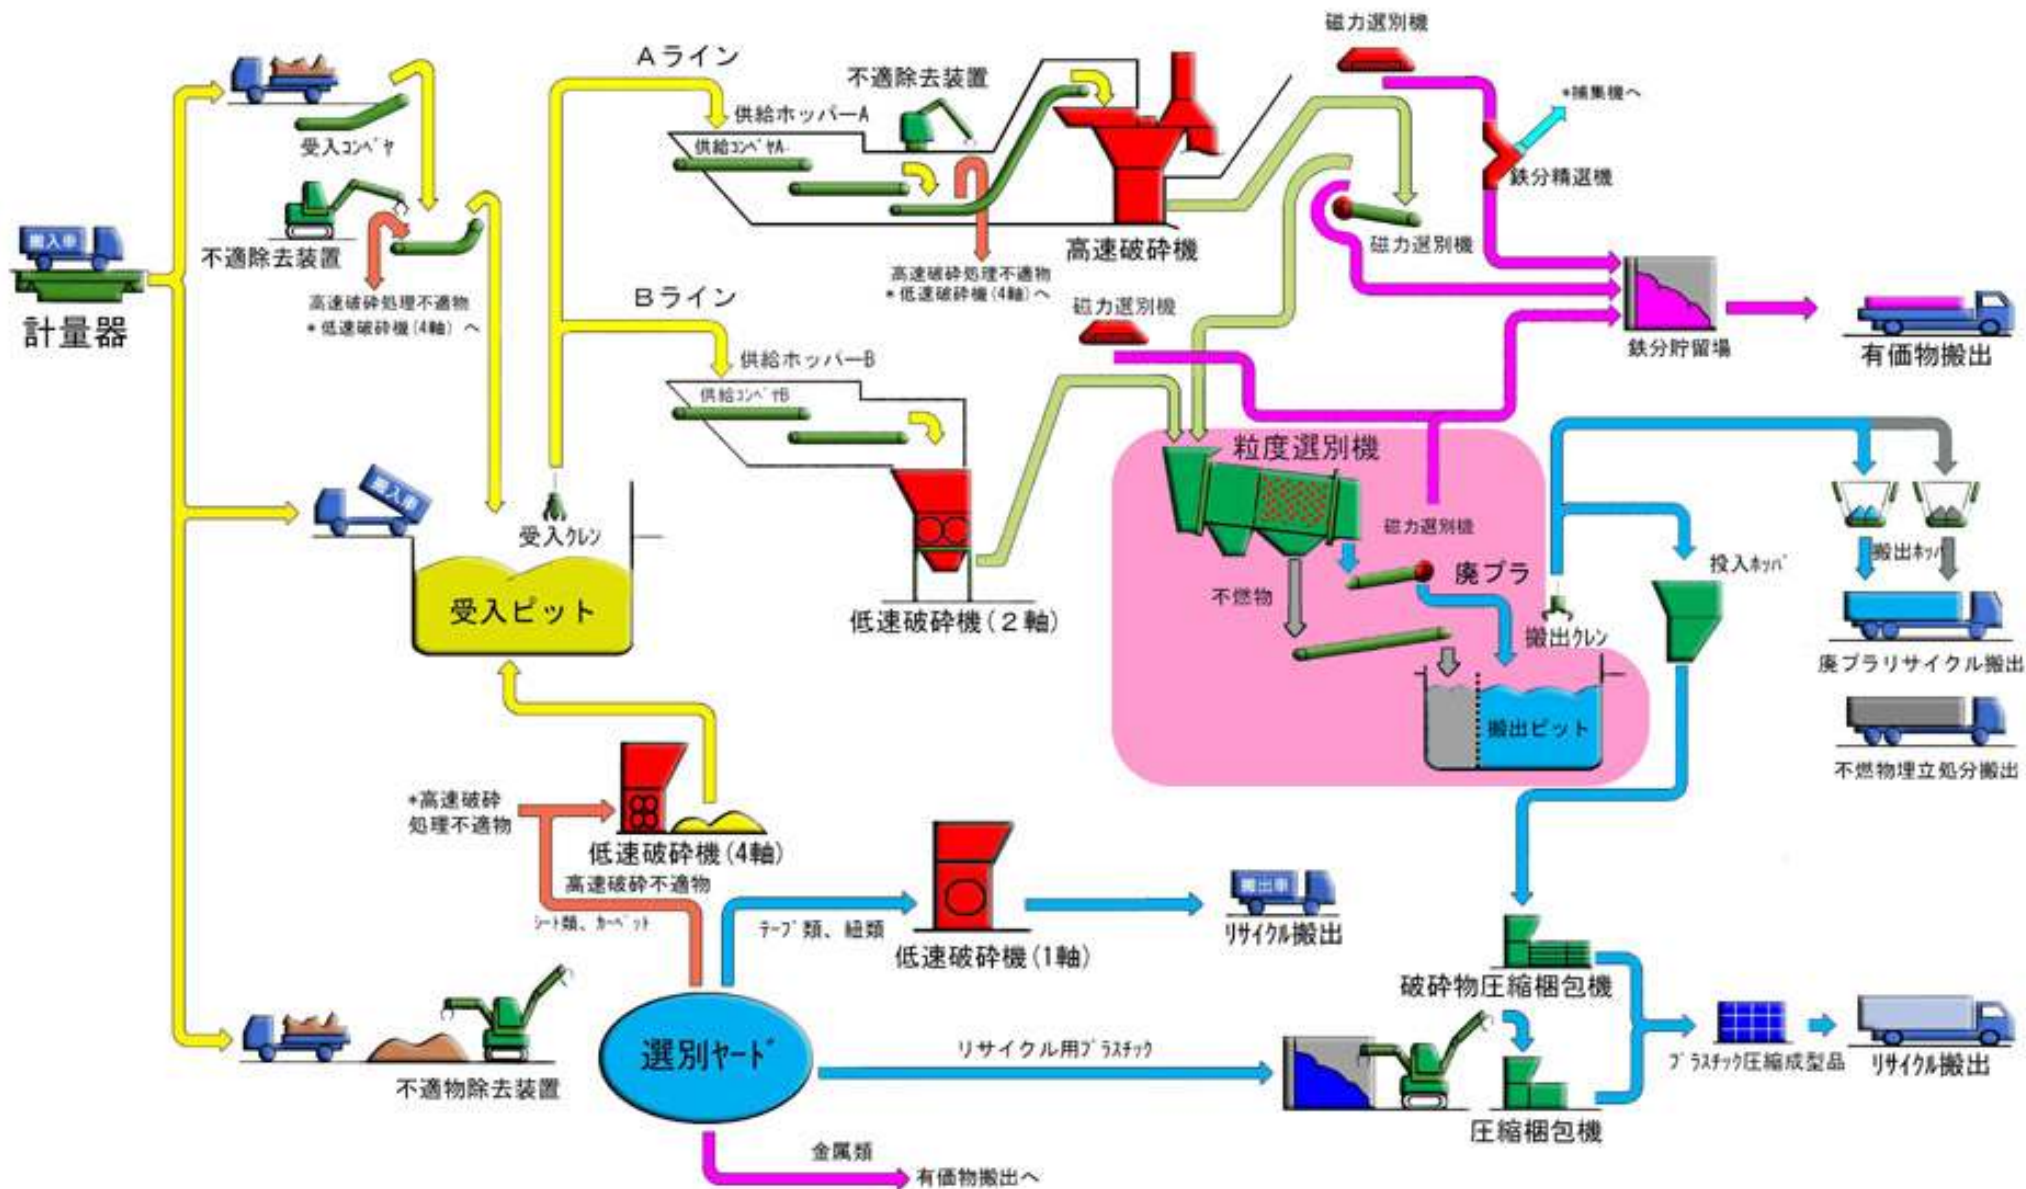 磁力選別機
Aライン
不適除去装置
*捕集機へ
供給ホッパーA
受入コンベヤ
供給コンベヤA
鉄分精選機
搬入車
不適除去装置
高速破砕機
磁力選別機
高速破砕処理不適物
*低速破砕機(4軸)へ
計量器
高速破砕処理不適物
*低速破砕機(4軸)へ
Bライン
磁力選別機
鉄分貯留場
有価物搬出
供給ホッパーB
供給コンベヤB
粒度選別機
搬入車
受入クレン
磁力選別機
搬出ホッパ
投入ホッパ
廃プラ
不燃物
受入ピット
低速破砕機(2軸)
搬出クレン
廃プラリサイクル搬出
搬出ピット
不燃物埋立処分搬出
*高速破砕
処理不適物
低速破砕機(4軸)
高速破砕不適物
搬出車
シート類、カーペット
テープ類、紐類
リサイクル搬出
低速破砕機(1軸)
破砕物圧縮梱包機
選別ヤード
リサイクル用プラスチック
プラスチック圧縮成型品
リサイクル搬出
不適物除去装置
圧縮梱包機
金属類
有価物搬出へ